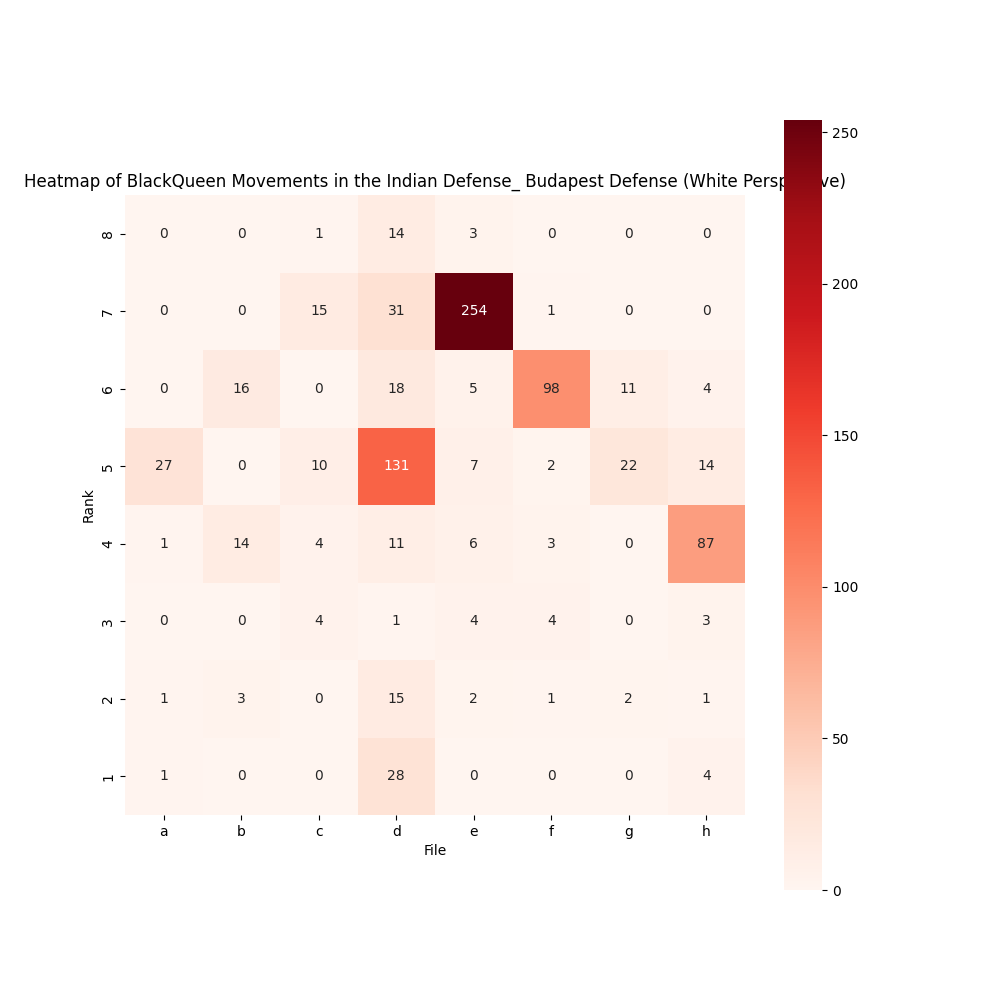 Heatmap of BlackQueen Movements in the Indian Defense_ Budapest Defense (White Persp ve)
8 0 0 1 14 3 0 0 0
7 0 0 15 31 254 1 0 0
6 0 16 0 18 5 98 11 4
5 27 0 10 131 7 2 22 14
4 1 14 4 11 6 3 0 87
3 0 0 4 1 4 4 0 3
2 1 3 0 15 2 1 2 1
1 1 0 0 28 0 0 0 4
a b c d e f g h
File
Rank
250
200
150
100
50
0